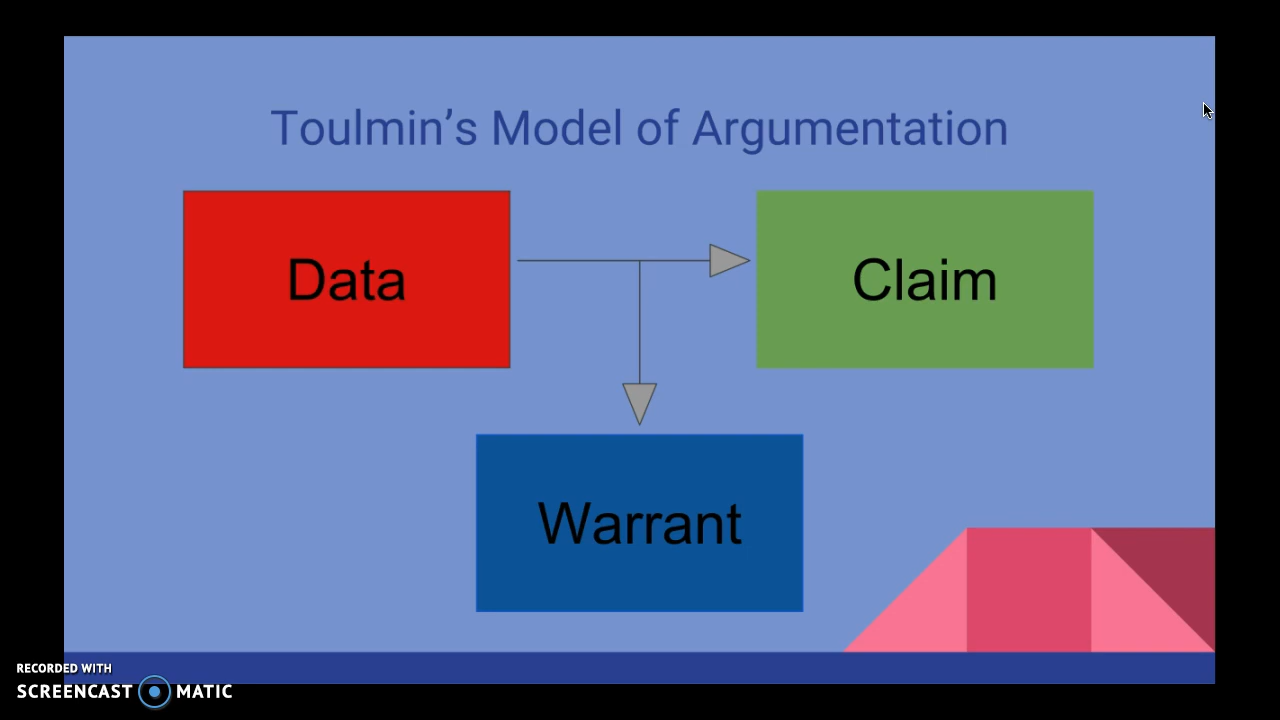 Toulmin’s Model of Argumentation
Data
Claim
Warrant
RECORDED WITH
SCREENCAST MATIC